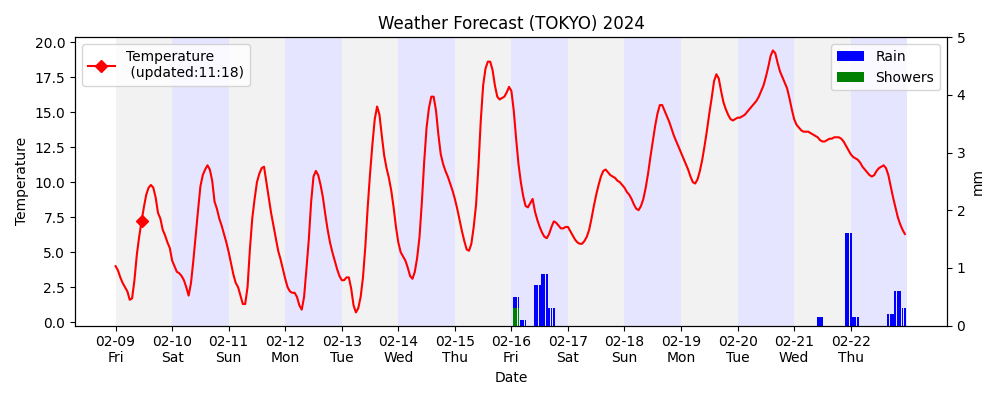 Weather Forecast (TOKYO) 2024
Temperature
(updated:11:18)
Rain
Showers
Temperature
20.0
17.5
15.0
12.5
10.0
7.5
5.0
2.5
0.0
5
4
3
2
1
0
mm
02-09 02-10 02-11 02-12 02-13 02-14 02-15 02-16 02-17 02-18 02-19 02-20 02-21 02-22
Fri Sat Sun Mon Tue Wed Thu Fri Sat Sun Mon Tue Wed Thu
Date